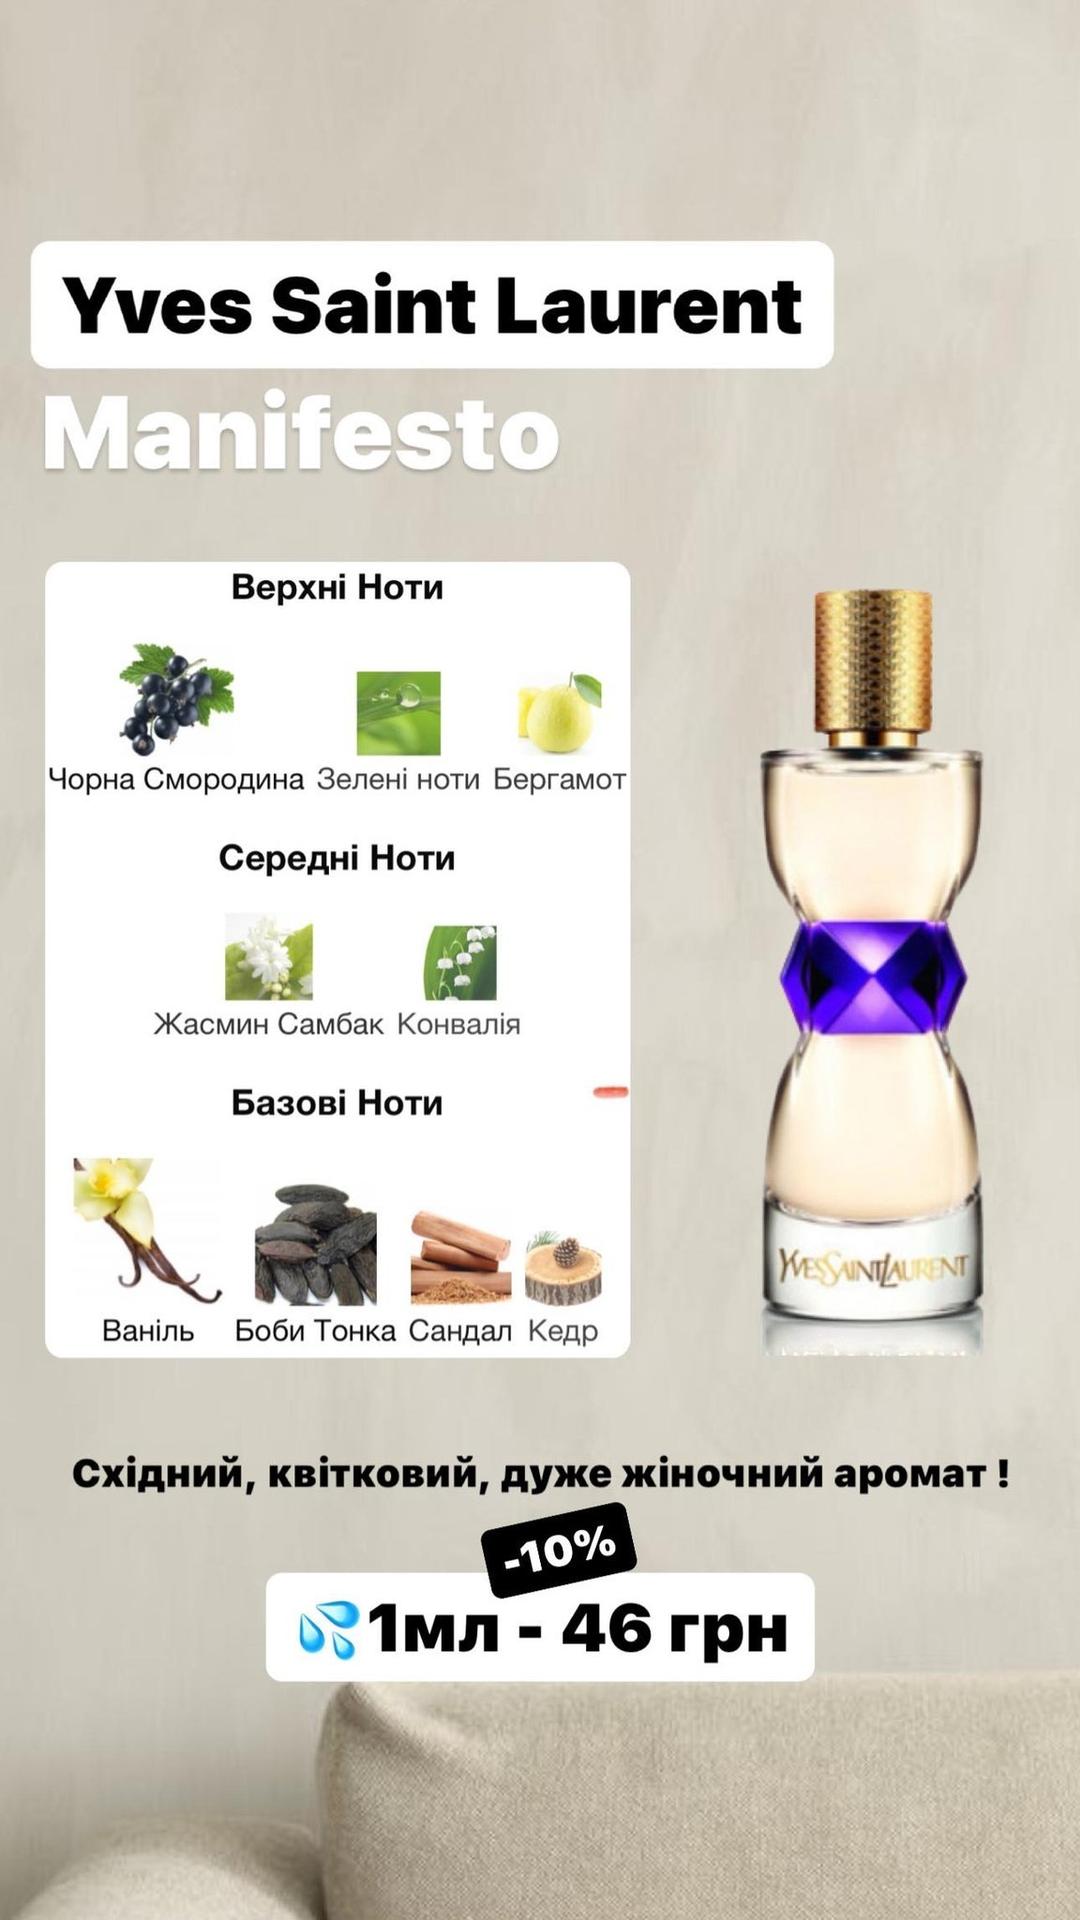 Yves Saint Laurent
Manifesto
Верхні Ноти
Чорна Смородина Зелені ноти Бергамот
Середні Ноти
Жасмин Самбак Конвалія
Базові Ноти
Ваніль Боби Тонка Сандал Кедр
YVESSAINTLAURENT
Східний, квітковий, дуже жіночний аромат !
-10%
💦1мл - 46 грн